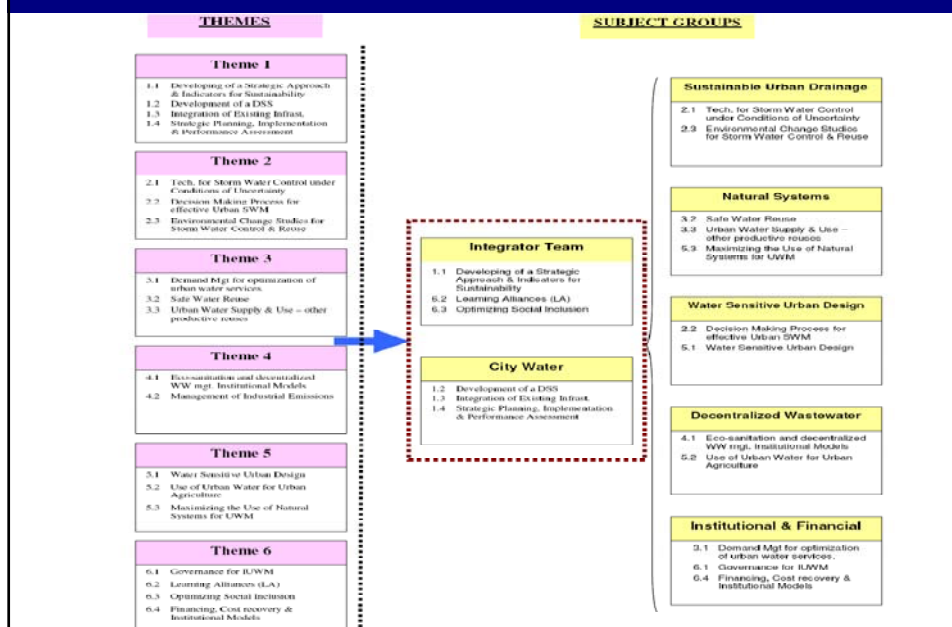 THEMES
Theme 1
1.1 Developing of a Strategic Approach
& Indicators for Sustainability
1.2 Development of a DSS
1.3 Integration of Existing Infrast.
1.4 Strategic Planning, Implementation
& Performance Assessment
Theme 2
2.1 Tech. for Storm Water Control under
Conditions of Uncertainty
2.2 Decision Making Process for
effective Urban SWM
2.3 Environmental Change Studies for
Storm Water Control & Reuse
Theme 3
3.1 Demand Mgt for optimization of
urban water services.
3.2 Safe Water Reuse
3.3 Urban Water Supply & Use – other
productive reuses
Theme 4
4.1 Eco-sanitation and decentralized
WW mgt. Institutional Models
4.2 Management of Industrial Emissions
Theme 5
5.1 Water Sensitive Urban Design
5.2 Use of Urban Water for Urban
Agriculture
5.3 Maximizing the Use of Natural
Systems for UWM
Theme 6
6.1 Governance for IUWM
6.2 Learning Alliances (LA)
6.3 Optimizing Social Inclusion
6.4 Financing, Cost recovery &
Institutional Models
SUBJECT GROUPS
Integrator Team
1.1 Developing of a Strategic
Approach & Indicators for
Sustainability
6.2 Learning Alliances (LA)
6.3 Optimizing Social Inclusion
City Water
1.2 Development of a DSS
1.3 Integration of Existing Infrast.
1.4 Strategic Planning, Implementation
& Performance Assessment
Sustainable Urban Drainage
2.1 Tech. for Storm Water Control
under Conditions of Uncertainty
2.3 Environmental Change Studies
for Storm Water Control & Reuse
Natural Systems
3.2 Safe Water Reuse
3.3 Urban Water Supply & Use –
other productive reuses
5.3 Maximizing the Use of Natural
Systems for UWM
Water Sensitive Urban Design
2.2 Decision Making Process for
effective Urban SWM
5.1 Water Sensitive Urban Design
Decentralized Wastewater
4.1 Eco-sanitation and decentralized
WW mgt. Institutional Models
5.2 Use of Urban Water for Urban
Agriculture
Institutional & Financial
3.1 Demand Mgt for optimization
of urban water services.
6.1 Governance for IUWM
6.4 Financing, Cost recovery &
Institutional Models